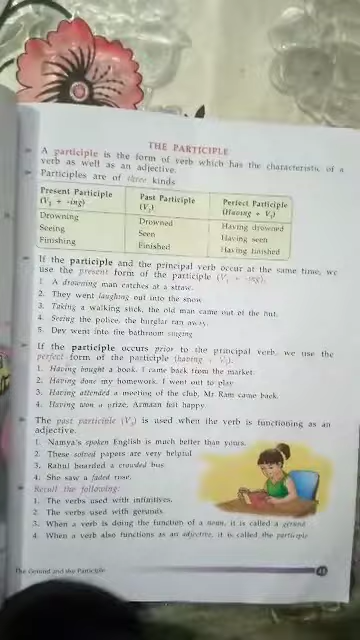 THE PARTICIPLE
A participle is the form of verb which has the characteristic of a
verb as well as an adjective.
Participles are of three kinds
Present Participle Past Participle Perfect Participle
(V₁ + -ing) (V₃) (Having + V₃)
Drowning Drowned Having drowned
Seeing Seen Having seen
Finishing Finished Having finished
If the participle and the principal verb occur at the same time, we
use the present form of the participle (V₁ + -ing).
1. A drowning man catches at a straw.
2. They went laughing out into the snow
3. Taking a walking stick, the old man came out of the hut.
4. Seeing the police, the burglar ran away.
5. Dev went into the bathroom singing
If the participle occurs prior to the principal verb, we use the
perfect form of the participle (having + V₃).
1. Having bought a book, I came back from the market.
2. Having done my homework, I went out to play
3. Having attended a meeting of the club, Mr Ram came back.
4. Having won a prize, Armaan felt happy.
The past participle (V₃) is used when the verb is functioning as an
adjective.
1. Namya's spoken English is much better than yours.
2. These solved papers are very helpful
3. Rahul boarded a crowded bus
4. She saw a faded rose.
Recall the following:
1. The verbs used with infinitives.
2. The verbs used with gerunds.
3. When a verb is doing the function of a noun, it is called a gerund
4. When a verb also functions as an adjective, it is called the participle
The Gerund and the Participle